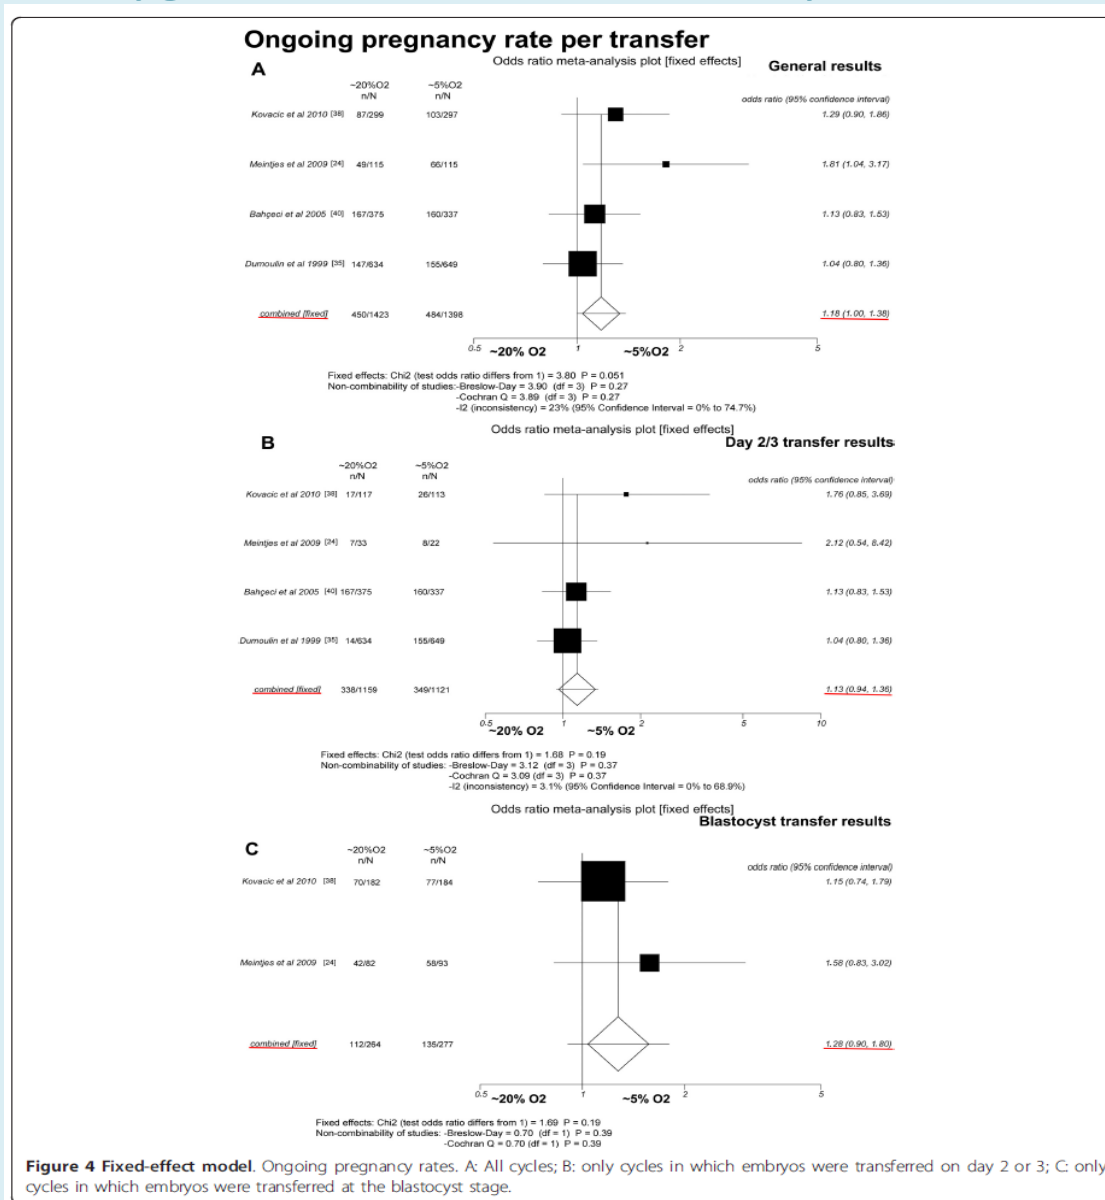 Ongoing pregnancy rate per transfer
Odds ratio meta-analysis plot [fixed effects]
General results
A
~20%O2 ~5%O2
n/N n/N
odds ratio (95% confidence interval)
Kovacic et al 2010 [38] 87/299 103/297 1.29 (0.90, 1.86)
Meintjes et al 2009 [24] 49/115 66/115 1.81 (1.04, 3.17)
Bahçeci et al 2005 [40] 167/375 160/337 1.13 (0.83, 1.53)
Dumoulin et al 1999 [35] 147/634 155/649 1.04 (0.80, 1.36)
combined [fixed] 450/1423 484/1398 1.18 (1.00, 1.38)
0.5 ~20% O2 1 ~5%O2 2 5
Fixed effects: Chi2 (test odds ratio differs from 1) = 3.80 P = 0.051
Non-combinability of studies:-Breslow-Day = 3.90 (df = 3) P = 0.27
-Cochran Q = 3.89 (df = 3) P = 0.27
-I2 (inconsistency) = 23% (95% Confidence Interval = 0% to 74.7%)
Odds ratio meta-analysis plot [fixed effects]
Day 2/3 transfer results
B
~20%O2 ~5%O2
n/N n/N
odds ratio (95% confidence interval)
Kovacic et al 2010 [38] 17/117 26/113 1.76 (0.85, 3.69)
Meintjes et al 2009 [24] 7/33 8/22 2.12 (0.54, 8.42)
Bahçeci et al 2005 [40] 167/375 160/337 1.13 (0.83, 1.53)
Dumoulin et al 1999 [35] 14/634 155/649 1.04 (0.80, 1.36)
combined [fixed] 338/1159 349/1121 1.13 (0.94, 1.36)
0.5 ~20% O2 1 ~5% O2 2 5 10
Fixed effects: Chi2 (test odds ratio differs from 1) = 1.68 P = 0.19
Non-combinability of studies: -Breslow-Day = 3.12 (df = 3) P = 0.37
-Cochran Q = 3.09 (df = 3) P = 0.37
-I2 (inconsistency) = 3.1% (95% Confidence Interval = 0% to 68.9%)
Odds ratio meta-analysis plot [fixed effects]
Blastocyst transfer results
C
~20%O2 ~5%O2
n/N n/N
odds ratio (95% confidence interval)
Kovacic et al 2010 [38] 70/182 77/184 1.15 (0.74, 1.79)
Meintjes et al 2009 [24] 42/82 58/93 1.58 (0.83, 3.02)
combined [fixed] 112/264 135/277 1.28 (0.90, 1.80)
0.5 ~20% O2 1 ~5% O2 2 5
Fixed effects: Chi2 (test odds ratio differs from 1) = 1.69 P = 0.19
Non-combinability of studies: -Breslow-Day = 0.70 (df = 1) P = 0.39
-Cochran Q = 0.70 (df = 1) P = 0.39
Figure 4 Fixed-effect model. Ongoing pregnancy rates. A: All cycles; B: only cycles in which embryos were transferred on day 2 or 3; C: only
cycles in which embryos were transferred at the blastocyst stage.